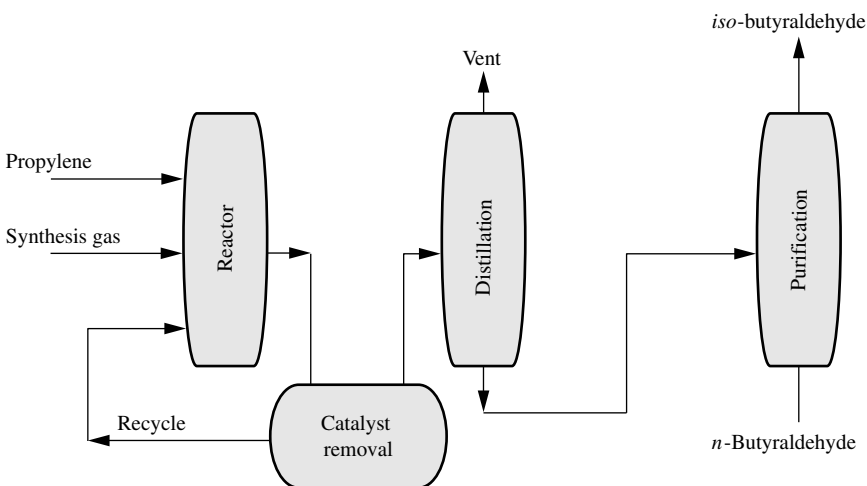 iso-butyraldehyde
Vent
Propylene
Synthesis gas
Reactor
Distillation
Purification
Recycle
Catalyst
removal
n-Butyraldehyde